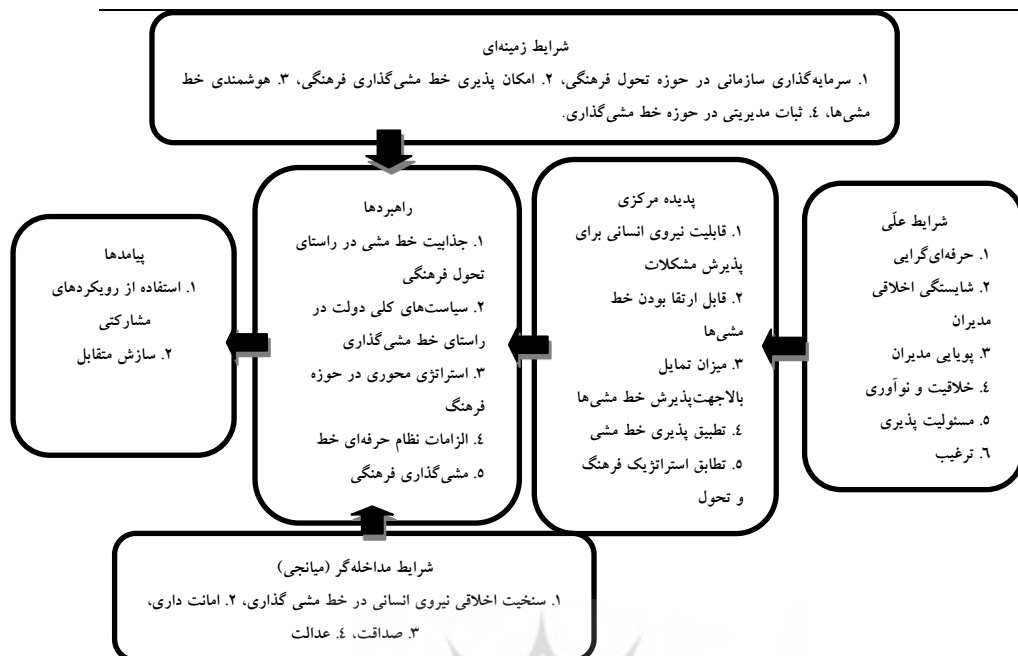 شرایط زمینه‌ای
۱. سرمایه‌گذاری سازمانی در حوزه تحول فرهنگی، ۲. امکان پذیری خط مشی‌گذاری فرهنگی، ۳. هوشمندی خط
مشی‌ها، ٤. ثبات مدیریتی در حوزه خط مشی‌گذاری.
شرایط علّی
۱. حرفه‌ای‌گرایی
۲. شایستگی اخلاقی
مدیران
۳. پویایی مدیران
٤. خلاقیت و نوآوری
٥. مسئولیت پذیری
٦. ترغیب
پدیده مرکزی
۱. قابلیت نیروی انسانی برای
پذیرش مشکلات
۲. قابل ارتقا بودن خط
مشی‌ها
۳. میزان تمایل
بالاجهت‌پذیرش خط مشی‌ها
٤. تطبیق پذیری خط مشی
٥. تطابق استراتژیک فرهنگ
و تحول
راهبردها
۱. جذابیت خط مشی در راستای
تحول فرهنگی
۲. سیاست‌های کلی دولت در
راستای خط مشی‌گذاری
۳. استراتژی محوری در حوزه
فرهنگ
٤. الزامات نظام حرفه‌ای خط
٥. مشی‌گذاری فرهنگی
پیامدها
۱. استفاده از رویکردهای
مشارکتی
۲. سازش متقابل
شرایط مداخله‌گر (میانجی)
۱. سنخیت اخلاقی نیروی انسانی در خط مشی گذاری، ۲. امانت داری،
۳. صداقت، ٤. عدالت